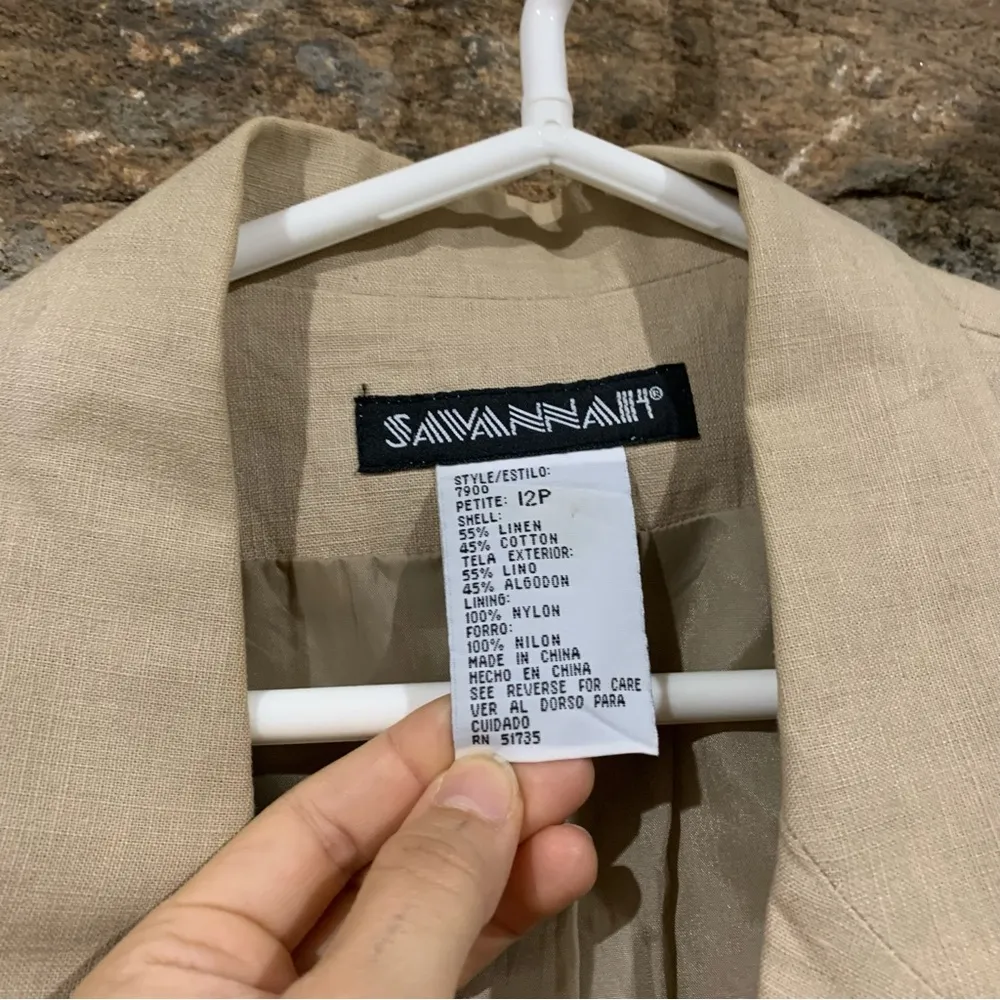 SAVANNAH®
STYLE/ESTILO:
7900
PETITE: 12P
SHELL:
55% LINEN
45% COTTON
TELA EXTERIOR:
55% LINO
45% ALGODON
LINING:
100% NYLON
FORRO:
100% NILON
MADE IN CHINA
HECHO EN CHINA
SEE REVERSE FOR CARE
VER AL DORSO PARA
CUIDADO
RN 51735